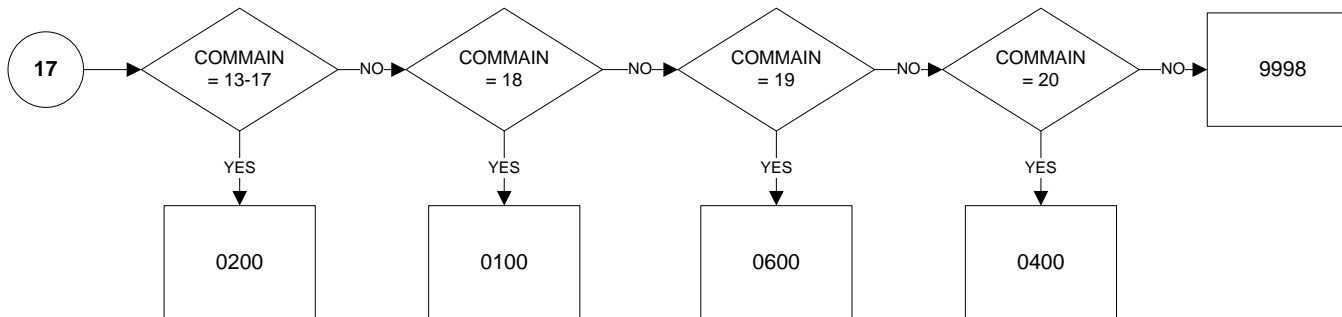 17
COMMAIN
= 13-17
NO
COMMAIN
= 18
NO
COMMAIN
= 19
NO
COMMAIN
= 20
NO
9998
YES
YES
YES
YES
0200
0100
0600
0400